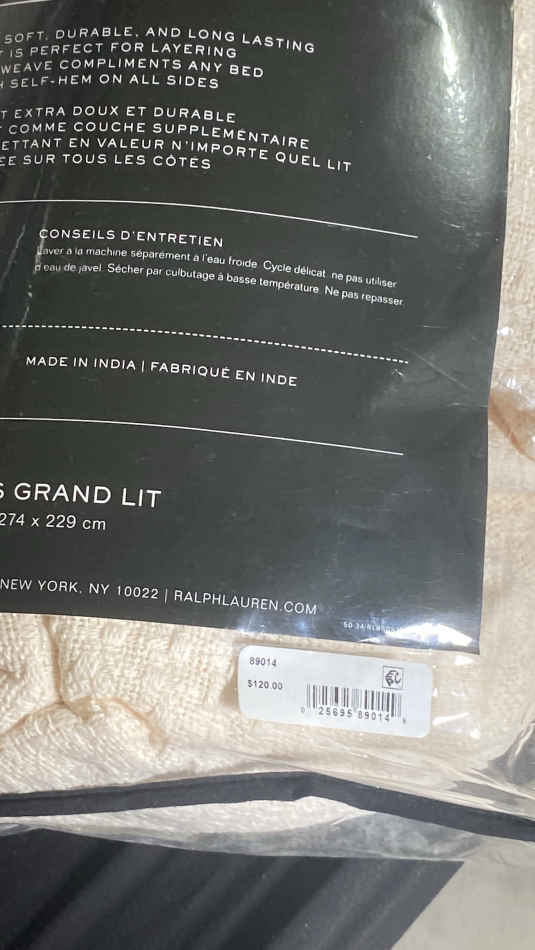 SOFT, DURABLE, AND LONG LASTING
IS PERFECT FOR LAYERING
WEAVE COMPLIMENTS ANY BED
SELF-HEM ON ALL SIDES
EXTRA DOUX ET DURABLE
COMME COUCHE SUPPLÉMENTAIRE
ETTANT EN VALEUR N'IMPORTE QUEL LIT
ÉE SUR TOUS LES CÔTÉS
CONSEILS D'ENTRETIEN
Laver à la machine séparément à l'eau froide. Cycle délicat. ne pas utiliser
d'eau de javel. Sécher par culbutage à basse température. Ne pas repasser.
MADE IN INDIA | FABRIQUÉ EN INDE
S GRAND LIT
274 x 229 cm
NEW YORK, NY 10022 | RALPHLAUREN.COM
89014
$120.00
0 25695 89014